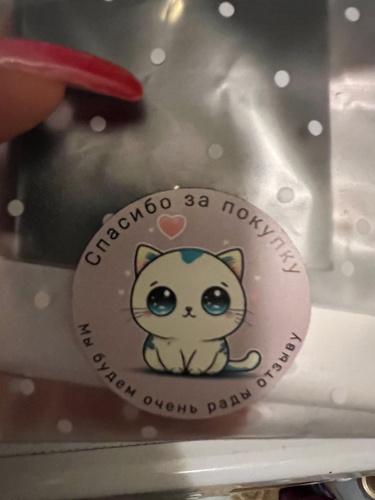 Спасибо за покупку
Мы будем очень рады отзыву